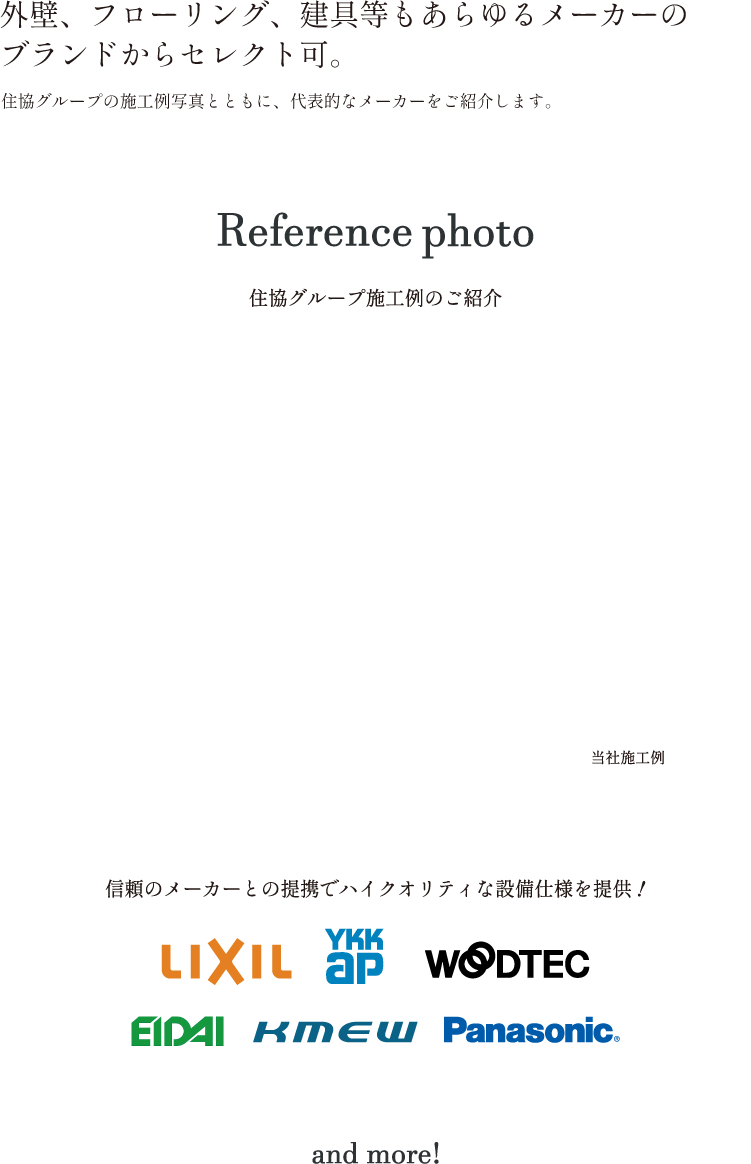 外壁、フローリング、建具等もあらゆるメーカーの
ブランドからセレクト可。
住協グループの施工例写真とともに、代表的なメーカーをご紹介します。
Reference photo
住協グループ施工例のご紹介
当社施工例
信頼のメーカーとの提携でハイクオリティな設備仕様を提供！
LIXIL YKK ap WOODTEC
EIDAI KMEW Panasonic®
and more!